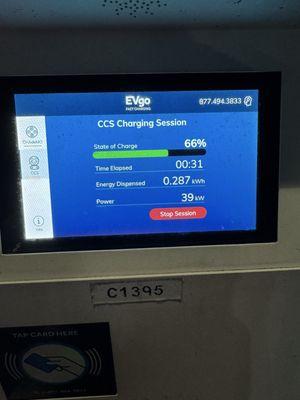 EVgo
FAST CHARGING
877.494.3833
CCS Charging Session
CHAdeMO
State of Charge 66%
CCS
Time Elapsed 00:31
Energy Dispensed 0.287 kWh
Power 39 kW
Stop Session
C1395
TAP CARD HERE